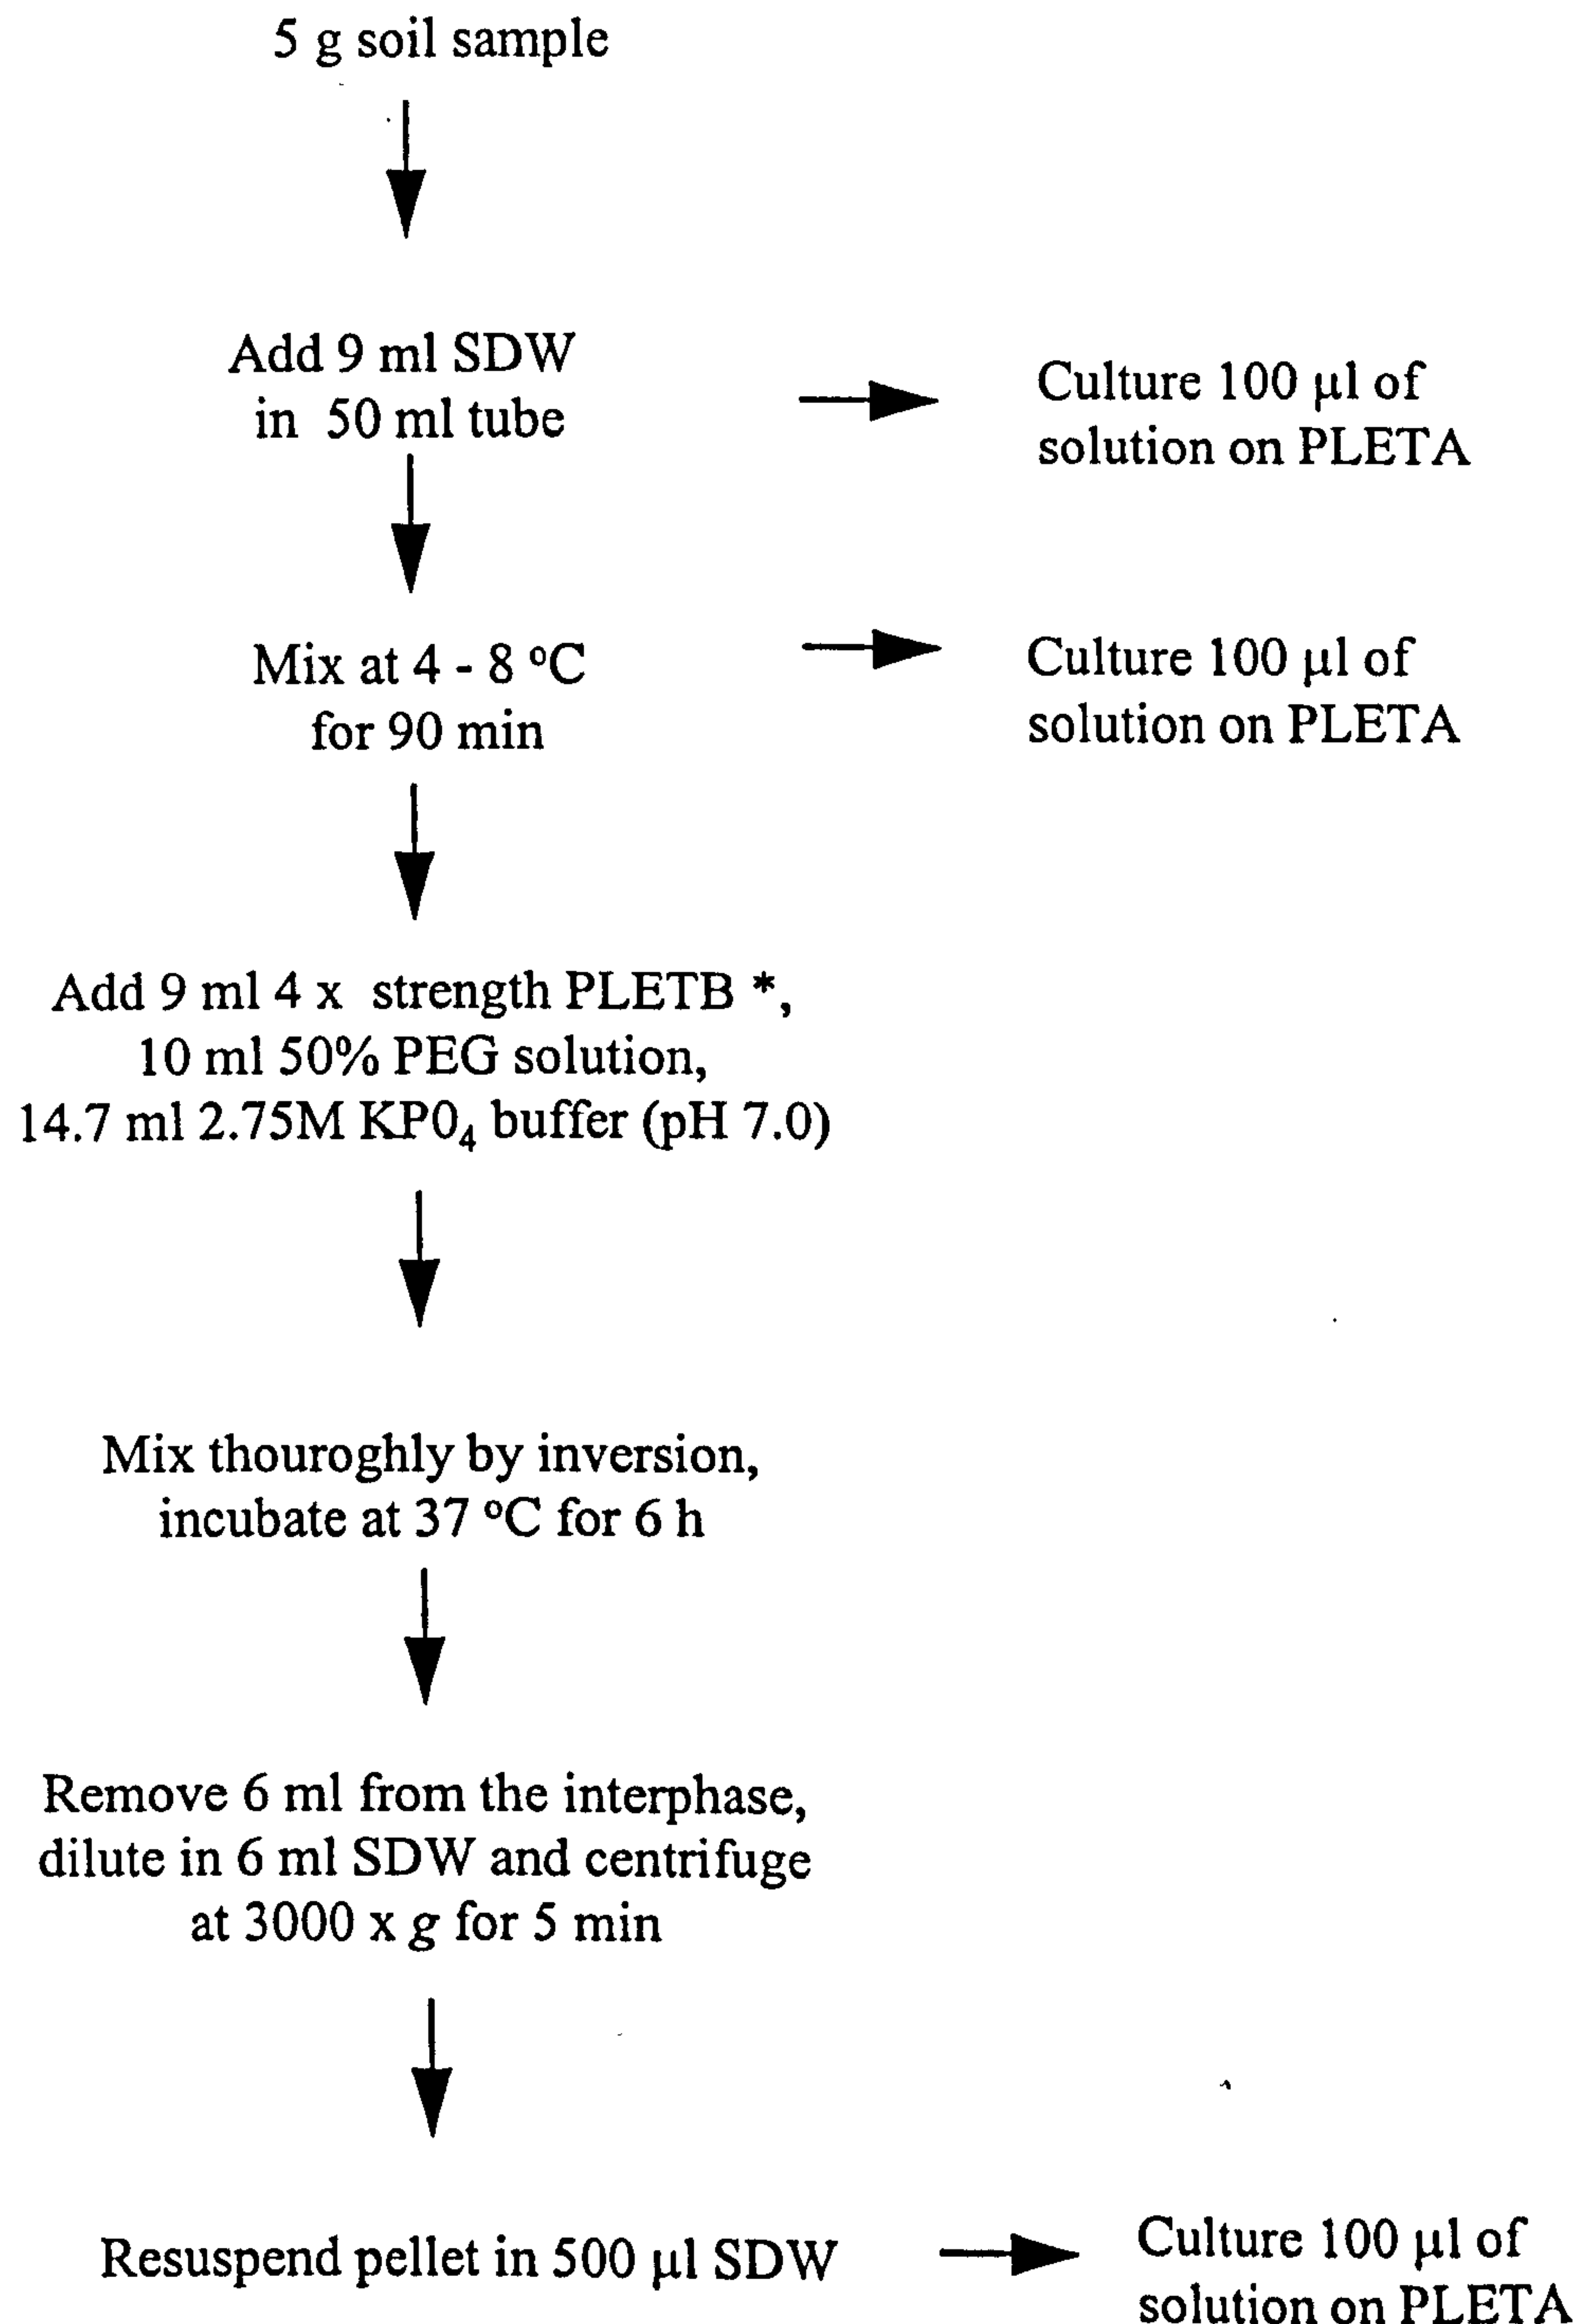 5 g soil sample
Add 9 ml SDW
in 50 ml tube
Culture 100 µl of
solution on PLETA
Mix at 4 - 8 ºC
for 90 min
Culture 100 µl of
solution on PLETA
Add 9 ml 4 x strength PLETB *,
10 ml 50% PEG solution,
14.7 ml 2.75M KP0₄ buffer (pH 7.0)
Mix thouroghly by inversion,
incubate at 37 ºC for 6 h
Remove 6 ml from the interphase,
dilute in 6 ml SDW and centrifuge
at 3000 x g for 5 min
Resuspend pellet in 500 µl SDW
Culture 100 µl of
solution on PLETA